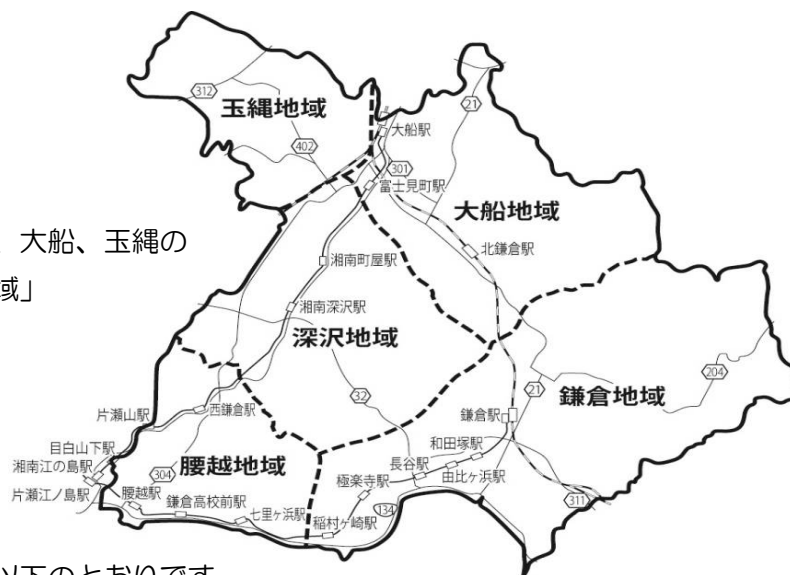 312
玉縄地域
21
大船駅
402
301
富士見町駅
大船地域
大船、玉縄の
北鎌倉駅
湘南町屋駅
域」
湘南深沢駅
深沢地域
204
32
21
鎌倉地域
西鎌倉駅
片瀬山駅
鎌倉駅
和田塚駅
目白山下駅
長谷駅
由比ヶ浜駅
湘南江の島駅
304
腰越地域
極楽寺駅
片瀬江ノ島駅
腰越駅
鎌倉高校前駅
七里ヶ浜駅
稲村ヶ崎駅
134
311
以下のとおりです